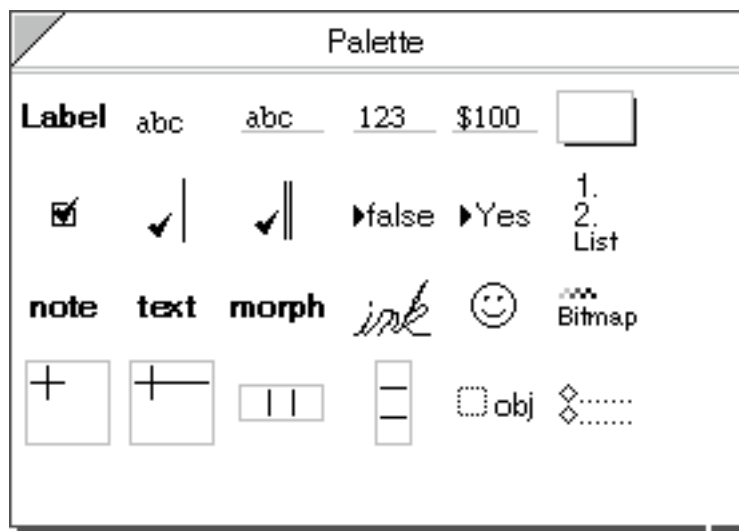 Palette
Label abc abc 123 $100
false Yes 1.
2.
List
note text morph ink Bitmap
obj